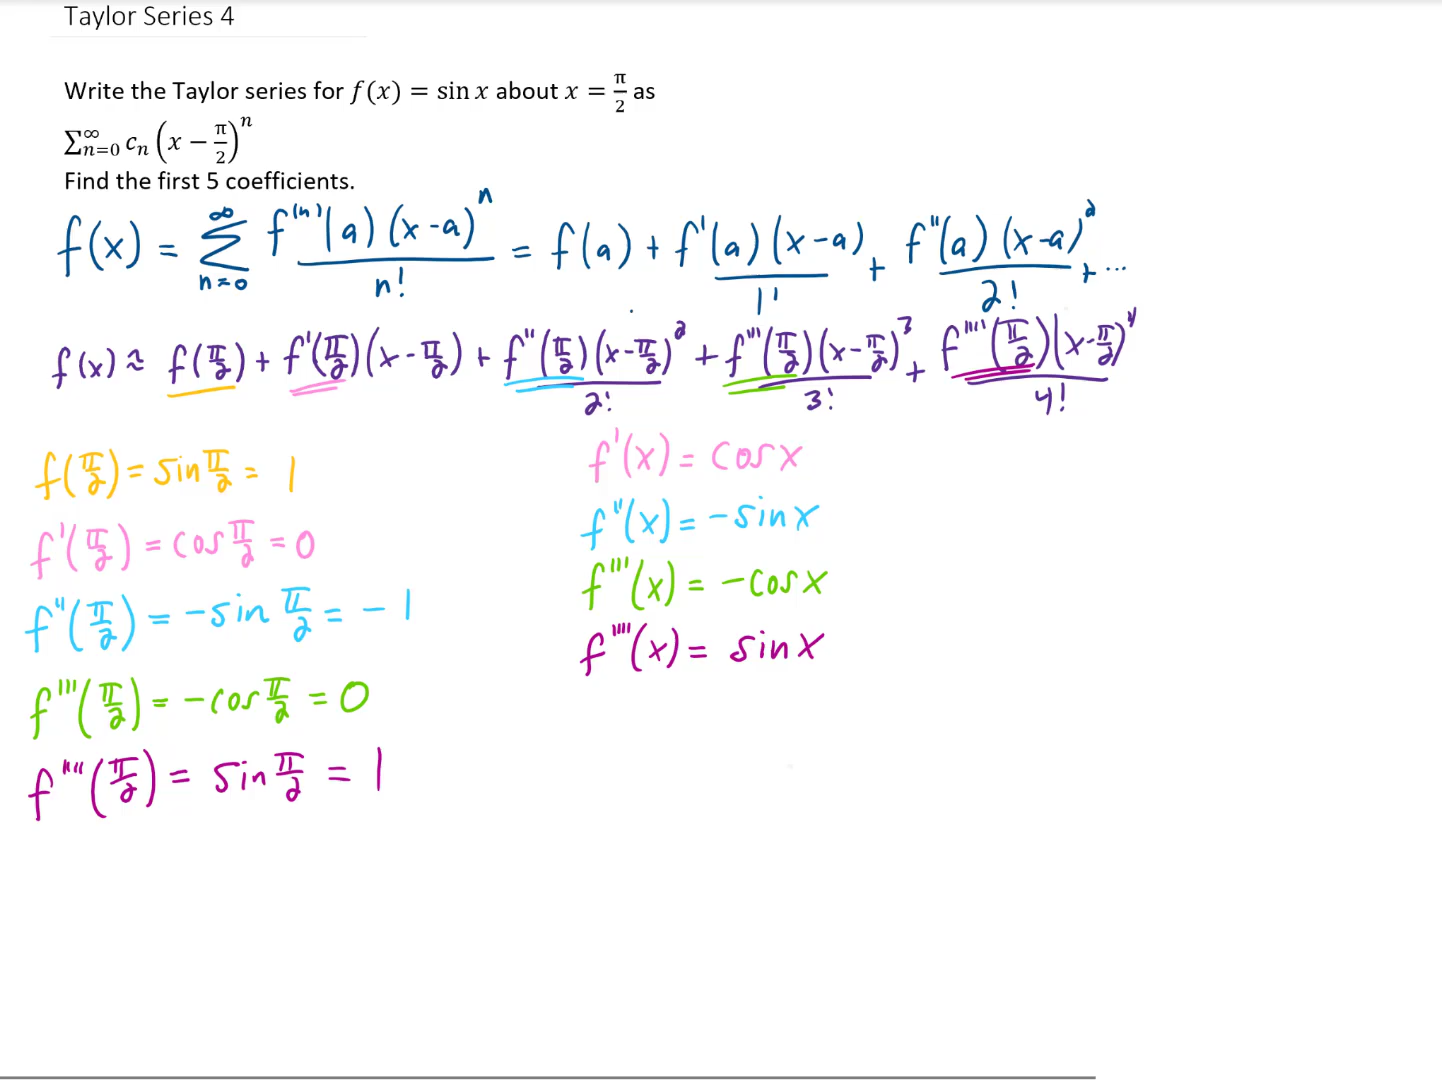 Taylor Series 4
Write the Taylor series for f(x) = sin x about x = π/2 as
∑_{n=0}^{∞} c_n (x − π/2)^n
Find the first 5 coefficients.
f(x) = ∑_{n=0}^{∞} f^{(n)}(a)(x-a)^n / n! = f(a) + f'(a)(x-a) / 1! + f''(a)(x-a)^2 / 2! + ...
f(x) ≈ f(π/2) + f'(π/2)(x-π/2) + f''(π/2)(x-π/2)^2 / 2! + f'''(π/2)(x-π/2)^3 / 3! + f''''(π/2)(x-π/2)^4 / 4!
f(π/2) = sin π/2 = 1
f'(π/2) = cos π/2 = 0
f''(π/2) = -sin π/2 = -1
f'''(π/2) = -cos π/2 = 0
f''''(π/2) = sin π/2 = 1
f'(x) = cos x
f''(x) = -sin x
f'''(x) = -cos x
f''''(x) = sin x